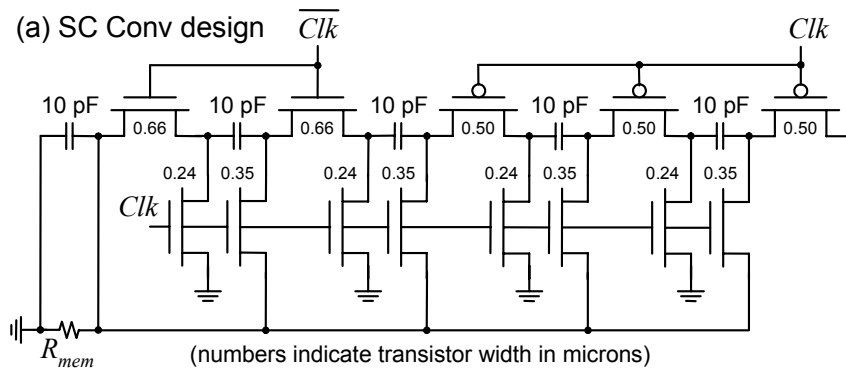 (a) SC Conv design
\overline{Clk}
Clk
10 pF
10 pF
10 pF
10 pF
10 pF
0.66
0.66
0.50
0.50
0.50
0.24
0.35
0.24
0.35
0.24
0.35
0.24
0.35
Clk
R_{mem}
(numbers indicate transistor width in microns)